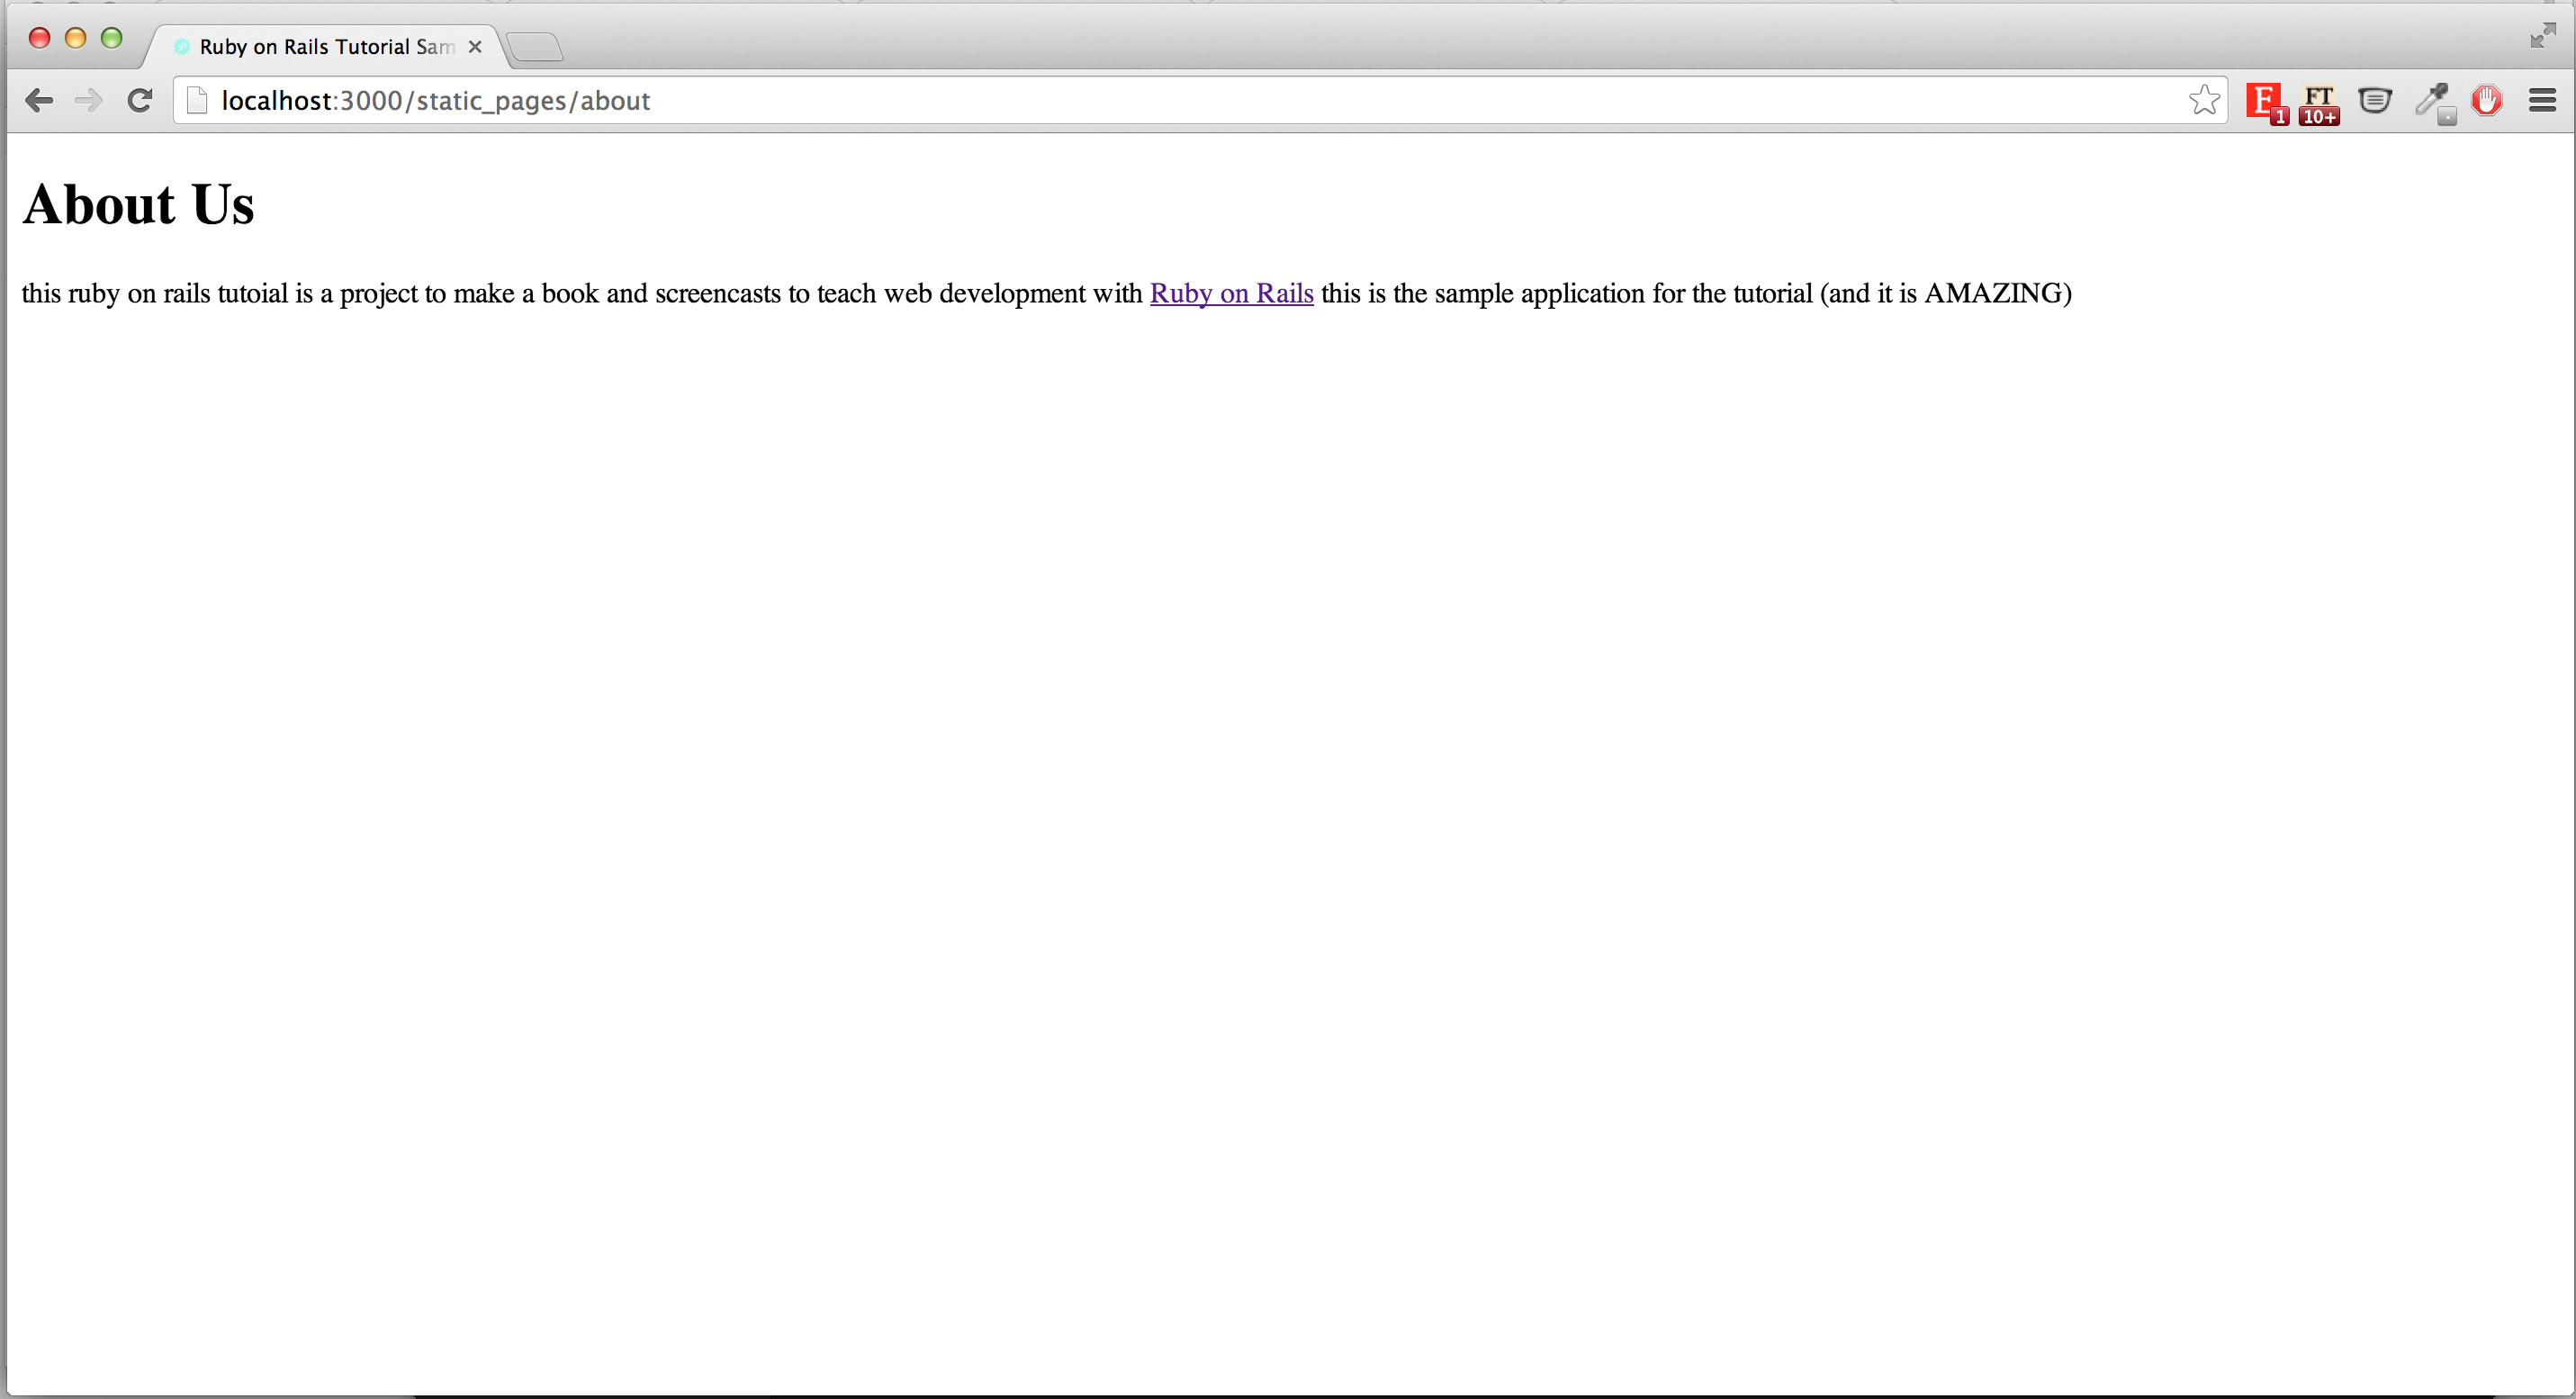 Ruby on Rails Tutorial Sam
localhost:3000/static_pages/about
E 1
FT 10+
About Us
this ruby on rails tutoial is a project to make a book and screencasts to teach web development with Ruby on Rails this is the sample application for the tutorial (and it is AMAZING)